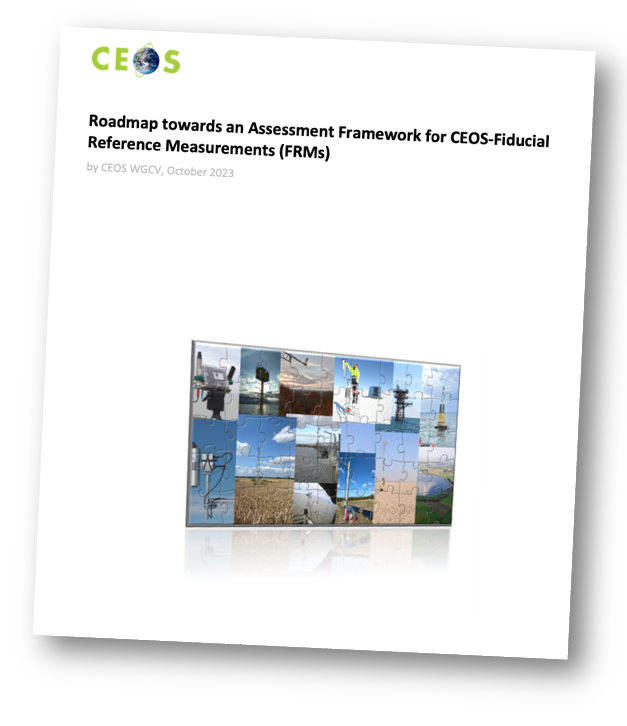 CEOS
Roadmap towards an Assessment Framework for CEOS-Fiducial
Reference Measurements (FRMs)
by CEOS WGCV, October 2023